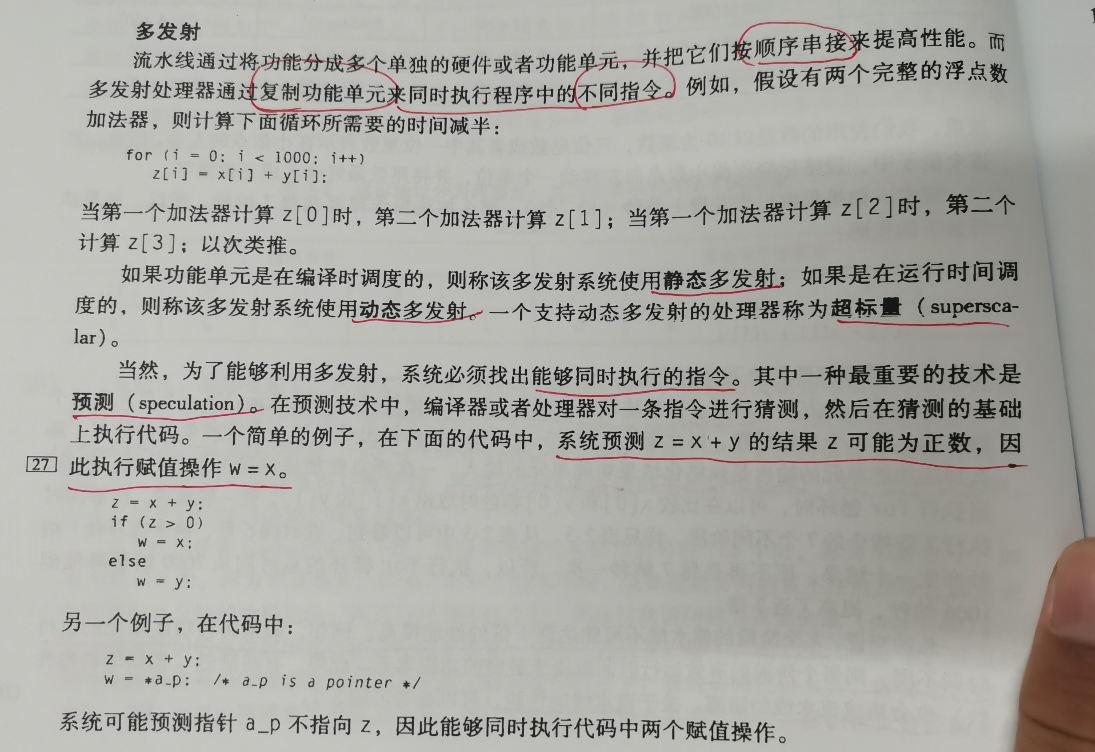 多发射
流水线通过将功能分成多个单独的硬件或者功能单元，并把它们按顺序串接来提高性能。而
多发射处理器通过复制功能单元来同时执行程序中的不同指令。例如，假设有两个完整的浮点数
加法器，则计算下面循环所需要的时间减半：
for (i = 0; i < 1000; i++)
z[i] = x[i] + y[i];
当第一个加法器计算 z[0]时，第二个加法器计算 z[1]；当第一个加法器计算 z[2]时，第二个
计算 z[3]；以次类推。
如果功能单元是在编译时调度的，则称该多发射系统使用静态多发射；如果是在运行时间调
度的，则称该多发射系统使用动态多发射。一个支持动态多发射的处理器称为超标量（supersca-
lar）。
当然，为了能够利用多发射，系统必须找出能够同时执行的指令。其中一种最重要的技术是
预测（speculation）。在预测技术中，编译器或者处理器对一条指令进行猜测，然后在猜测的基础
上执行代码。一个简单的例子，在下面的代码中，系统预测 z = x + y 的结果 z 可能为正数，因
27 此执行赋值操作 w = x。
z = x + y;
if (z > 0)
w = x;
else
w = y;
另一个例子，在代码中：
z = x + y;
w = *a_p; /* a_p is a pointer */
系统可能预测指针 a_p 不指向 z，因此能够同时执行代码中两个赋值操作。